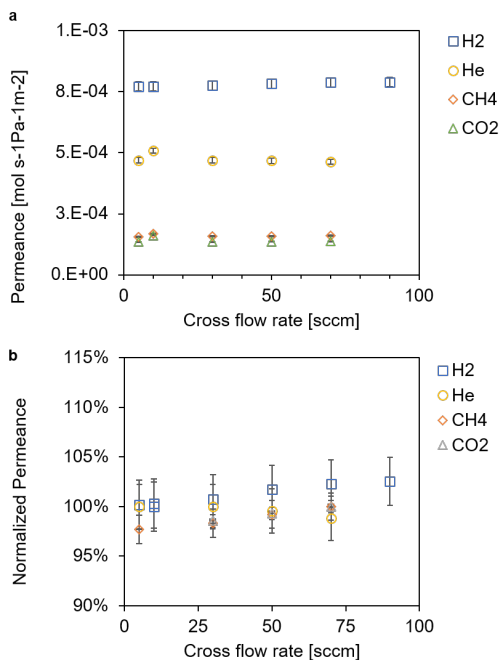 a
1.E-03
8.E-04
5.E-04
3.E-04
0.E+00
Permeance [mol s-1Pa-1m-2]
0
50
100
Cross flow rate [sccm]
H2
He
CH4
CO2
b
115%
110%
105%
100%
95%
90%
Normalized Permeance
0
25
50
75
100
Cross flow rate [sccm]
H2
He
CH4
CO2